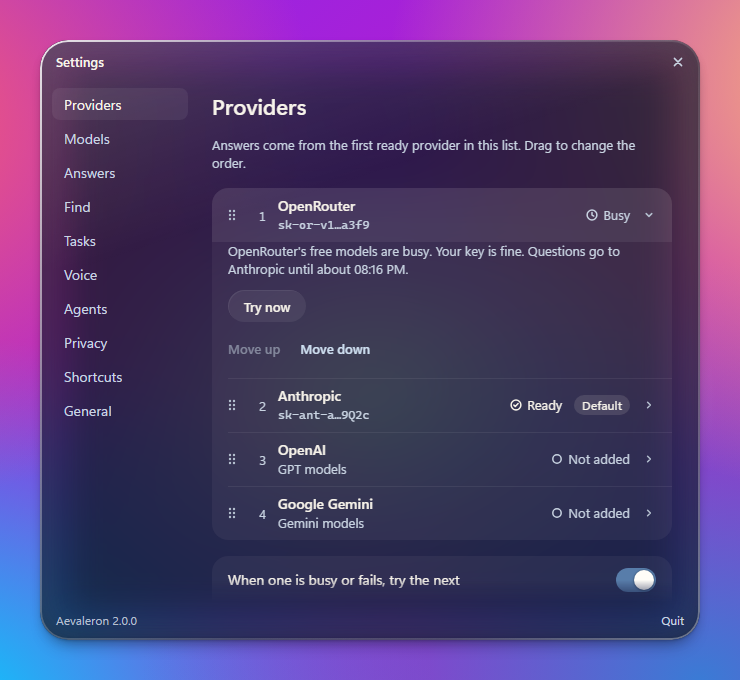 Settings
Providers
Models
Answers
Find
Tasks
Voice
Agents
Privacy
Shortcuts
General
Providers
Answers come from the first ready provider in this list. Drag to change the
order.
1 OpenRouter Busy
sk-or-v1…a3f9
OpenRouter's free models are busy. Your key is fine. Questions go to
Anthropic until about 08:16 PM.
Try now
Move up Move down
2 Anthropic Ready Default
sk-ant-a…9Q2c
3 OpenAI Not added
GPT models
4 Google Gemini Not added
Gemini models
When one is busy or fails, try the next
Aevaleron 2.0.0 Quit